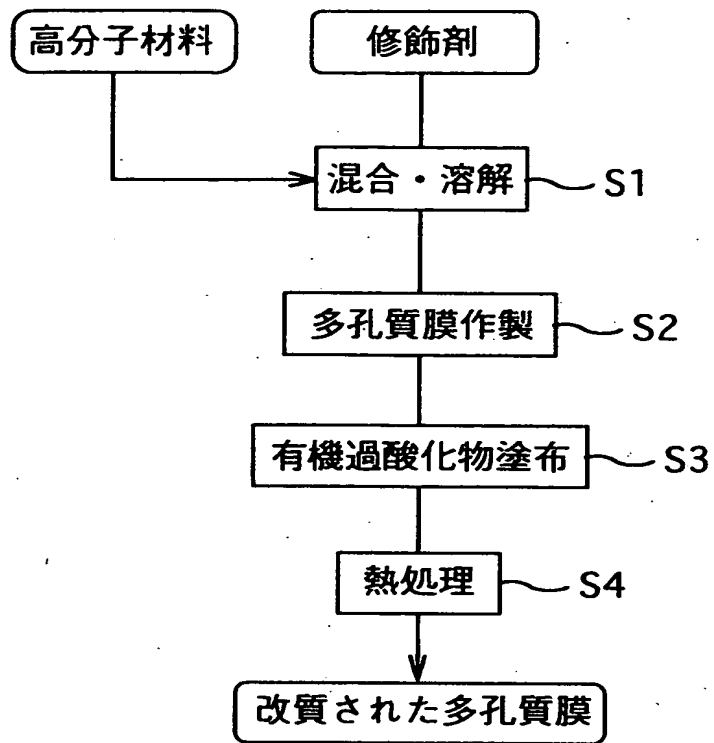 高分子材料
修飾剤
混合・溶解
S1
多孔質膜作製
S2
有機過酸化物塗布
S3
熱処理
S4
改質された多孔質膜